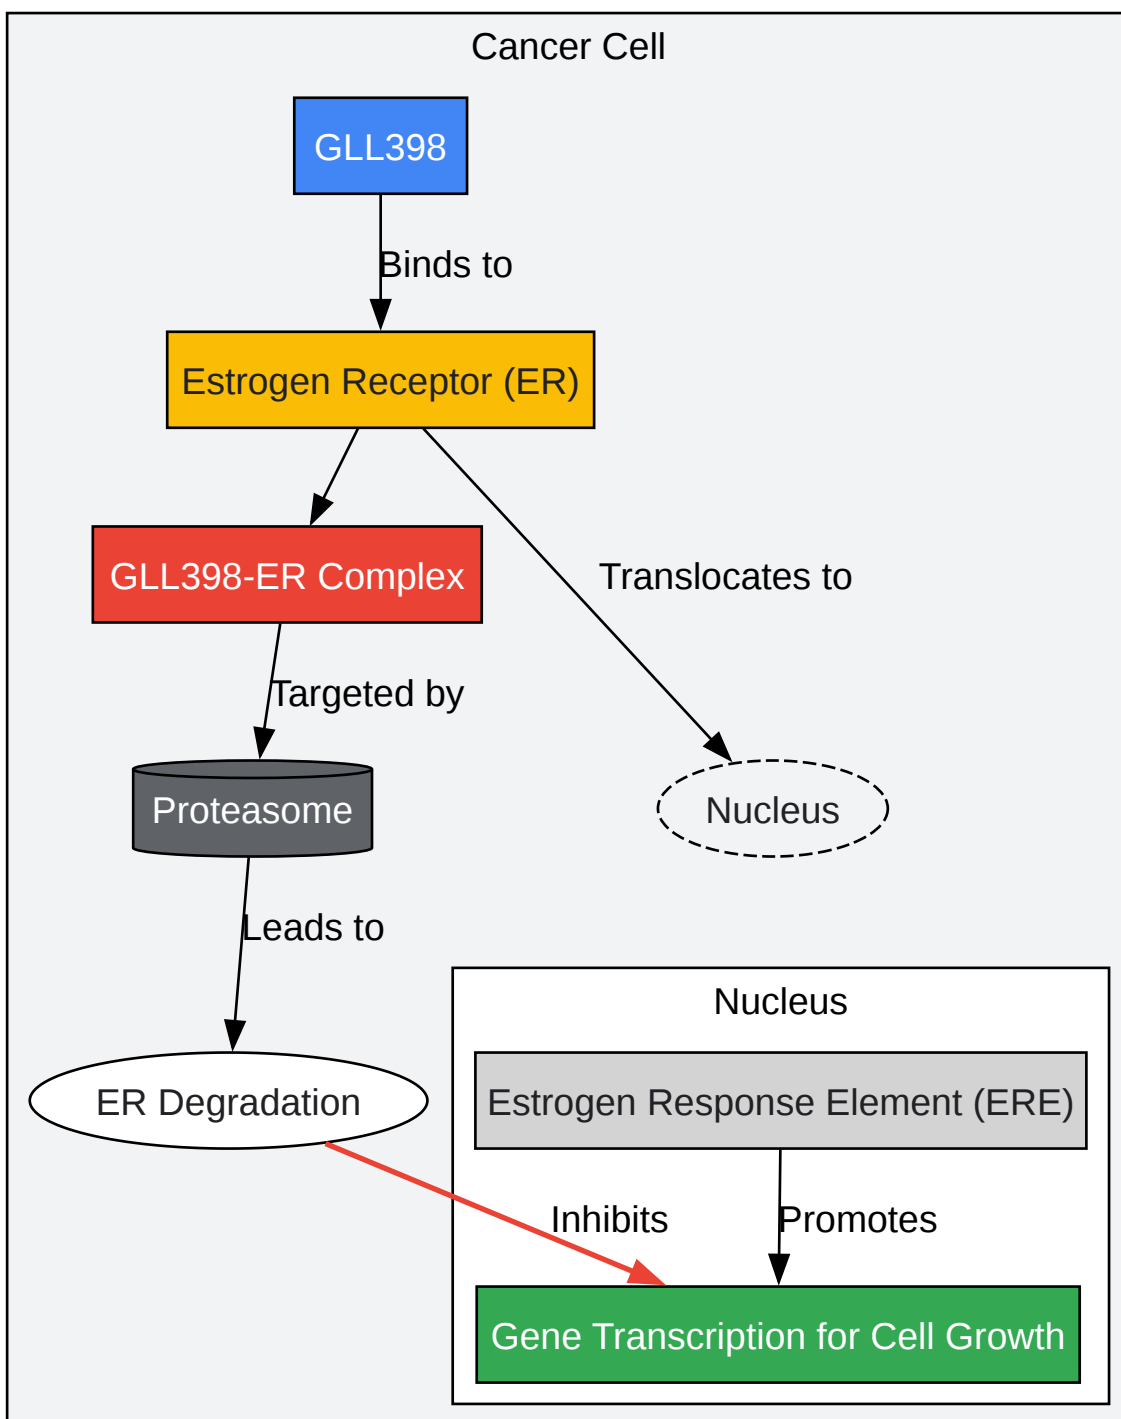 Cancer Cell
GLL398
Binds to
Estrogen Receptor (ER)
GLL398-ER Complex
Translocates to
Targeted by
Proteasome
Nucleus
Leads to
Nucleus
ER Degradation
Estrogen Response Element (ERE)
Inhibits
Promotes
Gene Transcription for Cell Growth